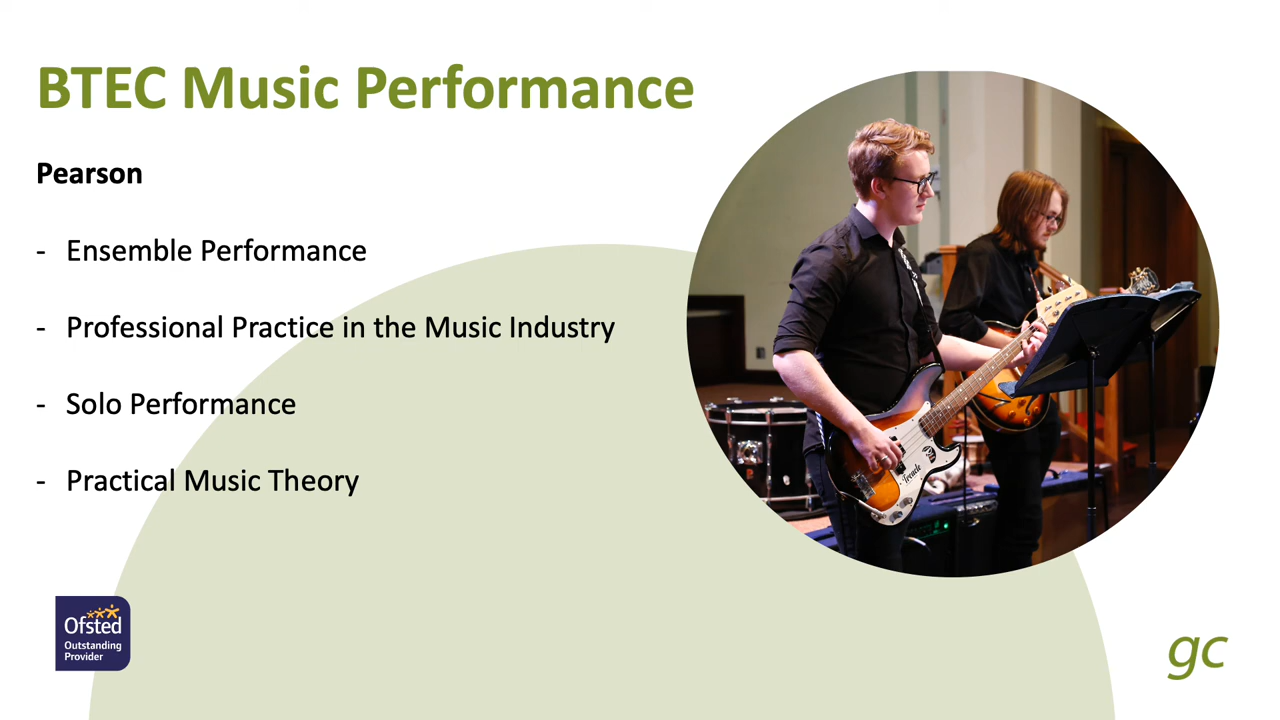 BTEC Music Performance
Pearson
- Ensemble Performance
- Professional Practice in the Music Industry
- Solo Performance
- Practical Music Theory
Ofsted
Outstanding
Provider
gc